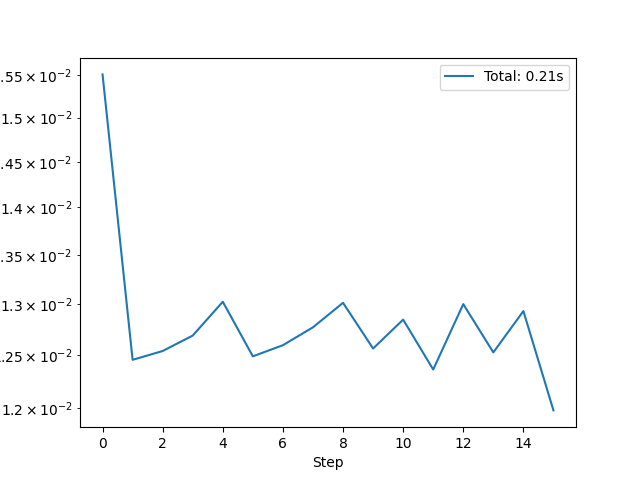 Total: 0.21s
.55 × 10⁻²
1.5 × 10⁻²
.45 × 10⁻²
1.4 × 10⁻²
.35 × 10⁻²
1.3 × 10⁻²
.25 × 10⁻²
1.2 × 10⁻²
0 2 4 6 8 10 12 14
Step